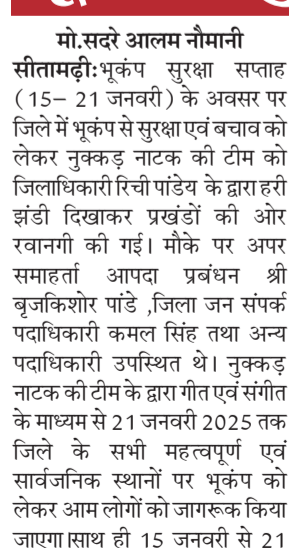 मो.सदरे आलम नौमानी
सीतामढ़ी:भूकंप सुरक्षा सप्ताह
(15– 21 जनवरी) के अवसर पर
जिले में भूकंप से सुरक्षा एवं बचाव को
लेकर नुक्कड़ नाटक की टीम को
जिलाधिकारी रिची पांडेय के द्वारा हरी
झंडी दिखाकर प्रखंडों की ओर
रवानगी की गई। मौके पर अपर
समाहर्ता आपदा प्रबंधन श्री
बृजकिशोर पांडे ,जिला जन संपर्क
पदाधिकारी कमल सिंह तथा अन्य
पदाधिकारी उपस्थित थे। नुक्कड़
नाटक की टीम के द्वारा गीत एवं संगीत
के माध्यम से 21 जनवरी 2025 तक
जिले के सभी महत्वपूर्ण एवं
सार्वजनिक स्थानों पर भूकंप को
लेकर आम लोगों को जागरूक किया
जाएगा।साथ ही 15 जनवरी से 21